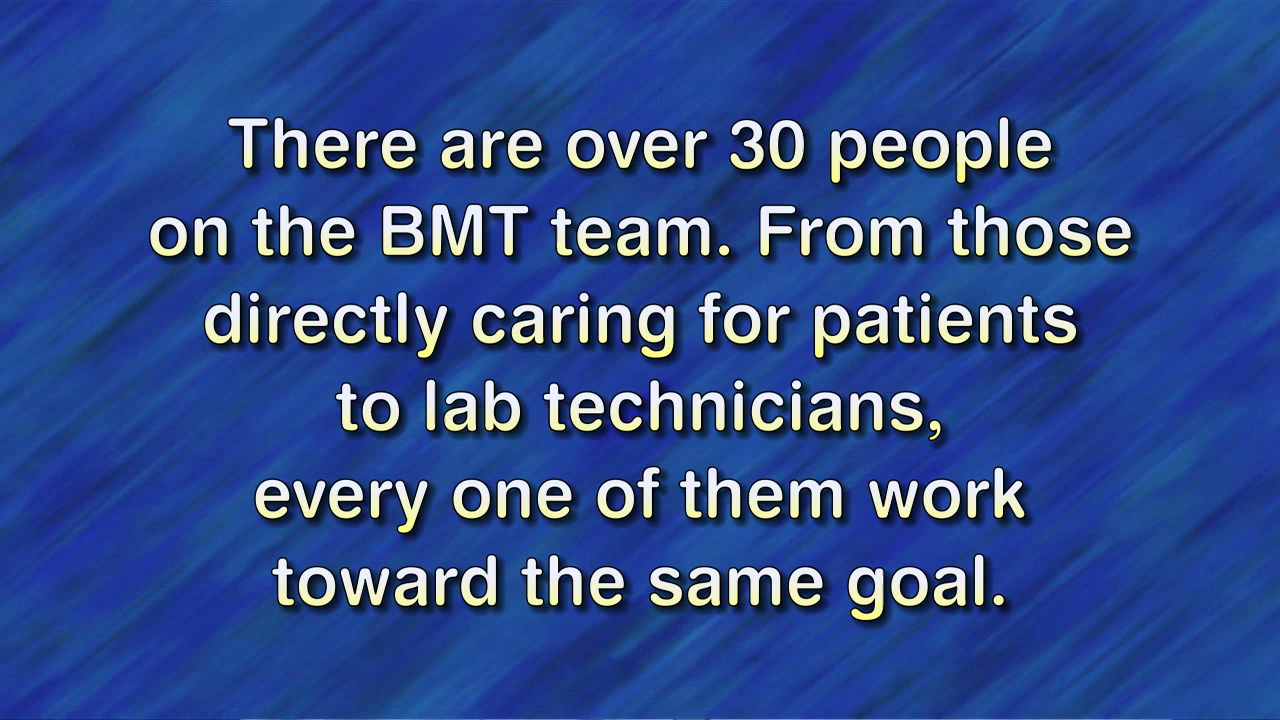 There are over 30 people
on the BMT team. From those
directly caring for patients
to lab technicians,
every one of them work
toward the same goal.